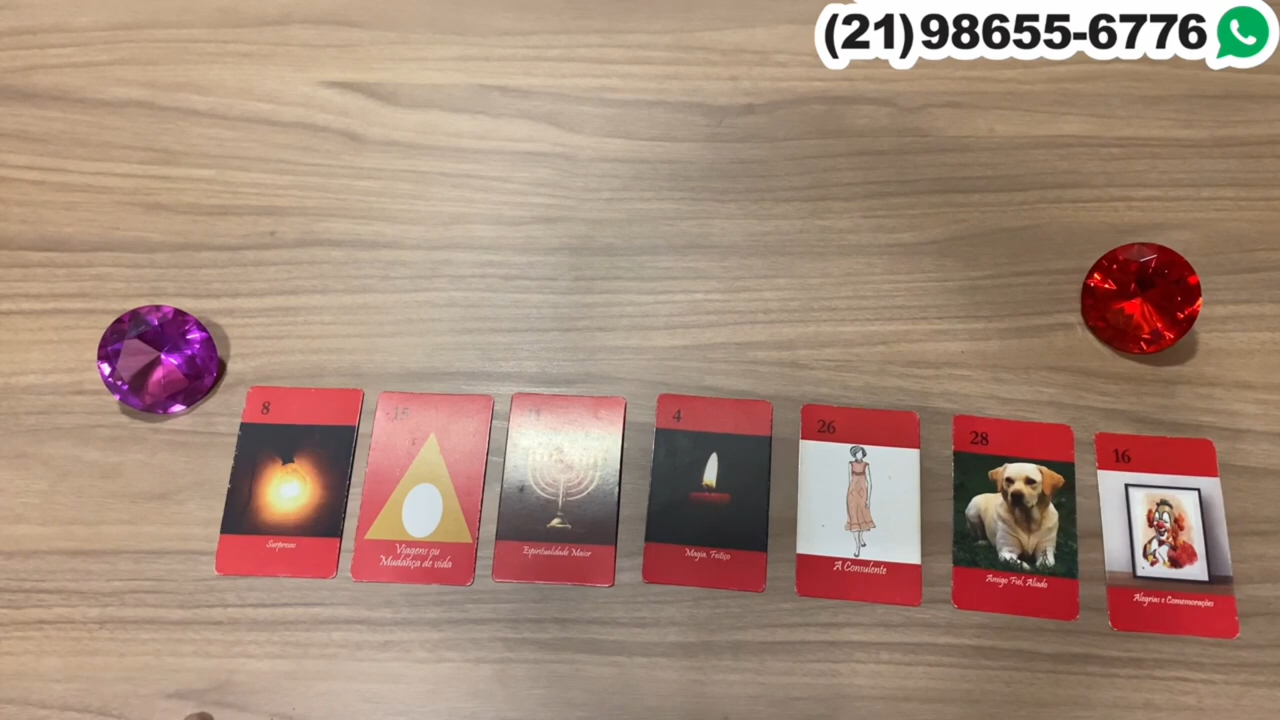 (21)98655-6776
8
Surpresas
15
Viagens ou
Mudança de vida
Espiritualidade Maior
4
Magia, Feitiço
26
A Consulente
28
Amigo Fiel, Aliado
16
Alegrias e Comemorações